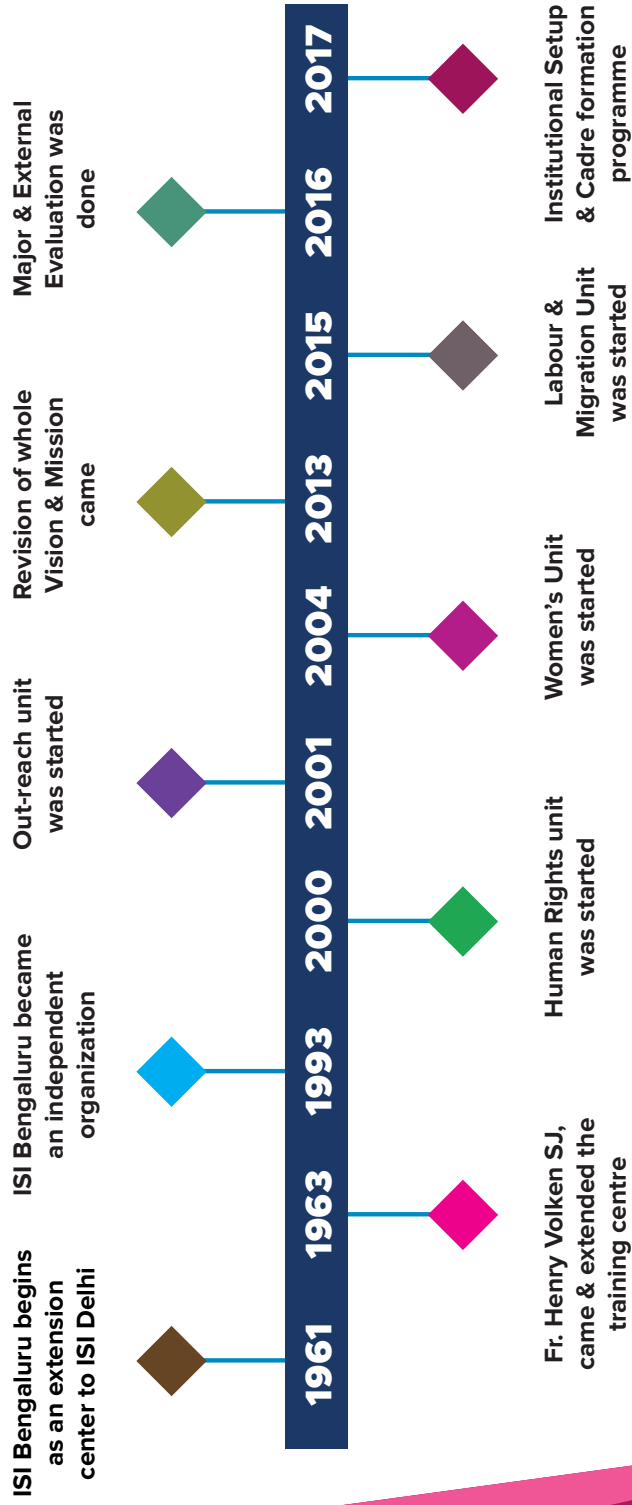 ISI Bengaluru begins
as an extension
center to ISI Delhi
ISI Bengaluru became
an independent
organization
Out-reach unit
was started
Revision of whole
Vision & Mission
came
Major & External
Evaluation was
done
1961 1963 1993 2000 2001 2004 2013 2015 2016 2017
Fr. Henry Volken SJ,
came & extended the
training centre
Human Rights unit
was started
Women's Unit
was started
Labour &
Migration Unit
was started
Institutional Setup
& Cadre formation
programme